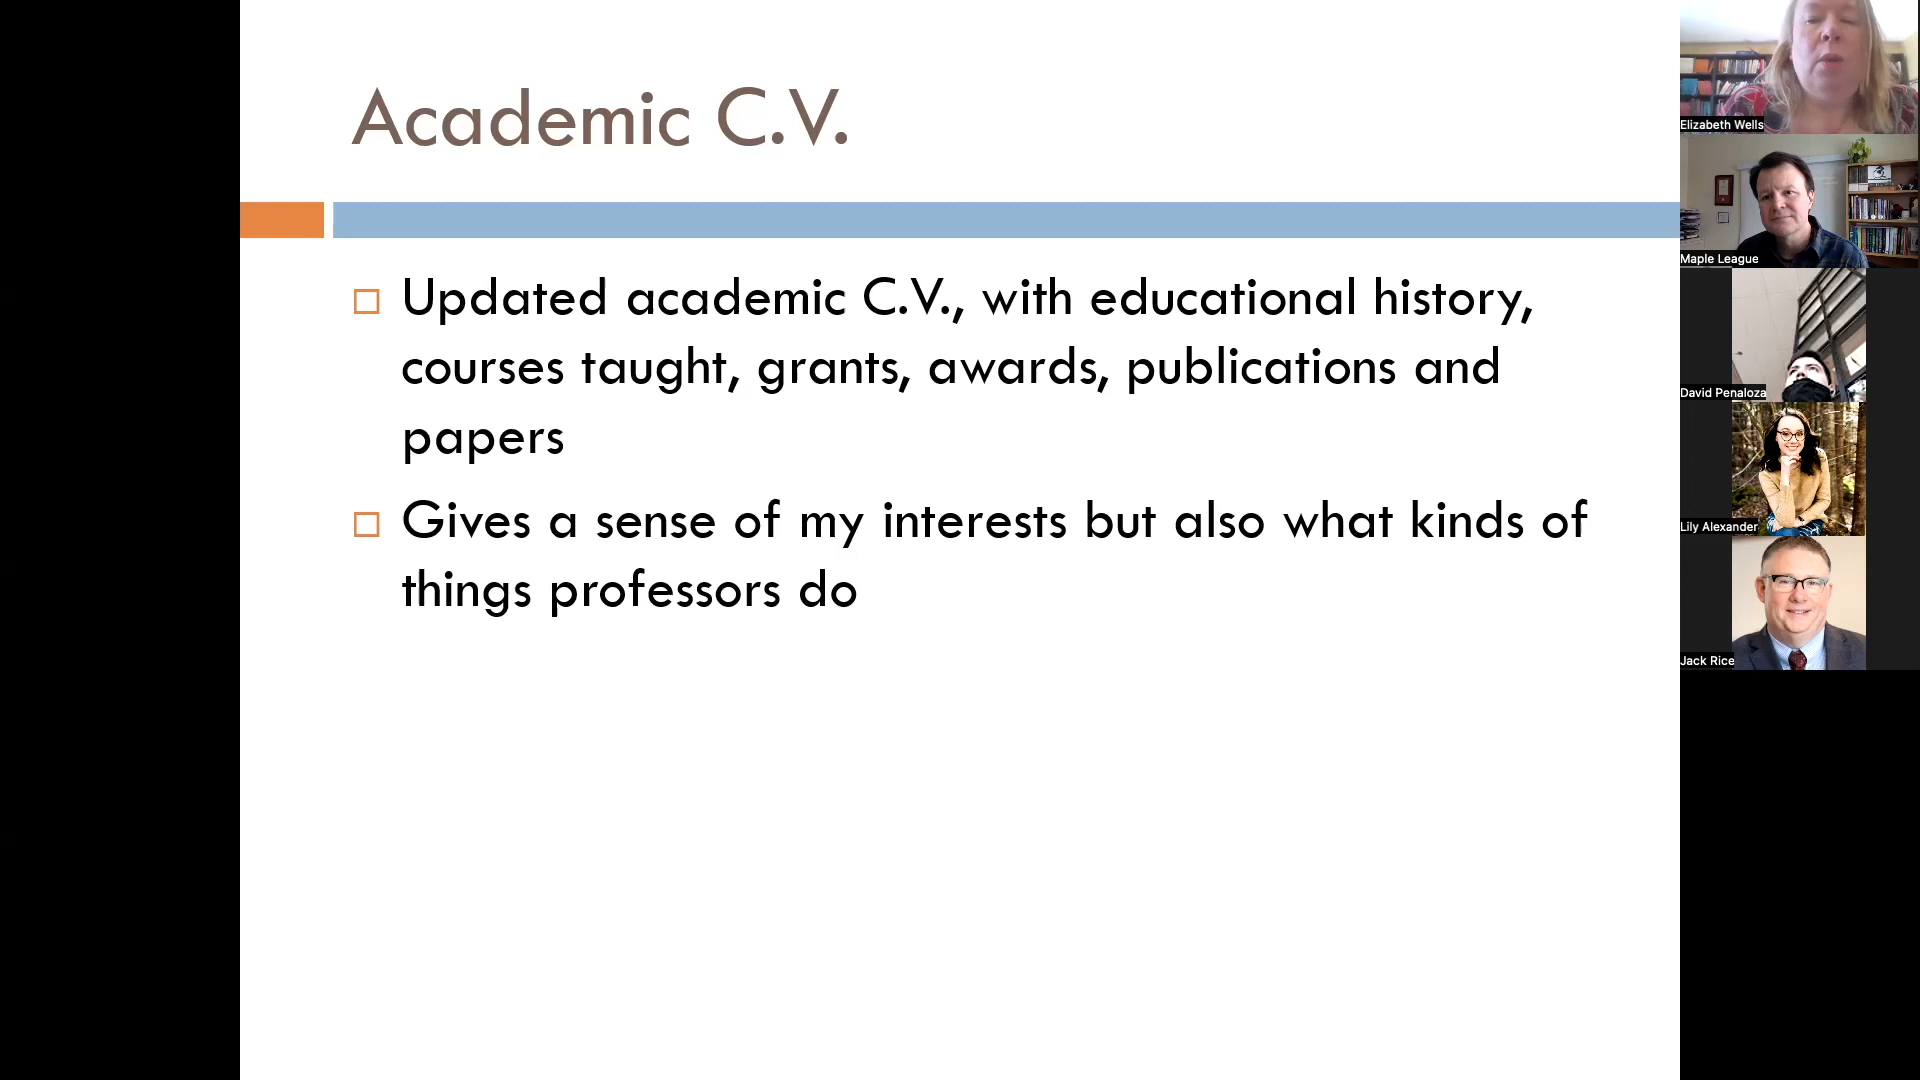 Academic C.V.
Updated academic C.V., with educational history,
courses taught, grants, awards, publications and
papers
Gives a sense of my interests but also what kinds of
things professors do
Elizabeth Wells
Maple League
David Penaloza
Lily Alexander
Jack Rice